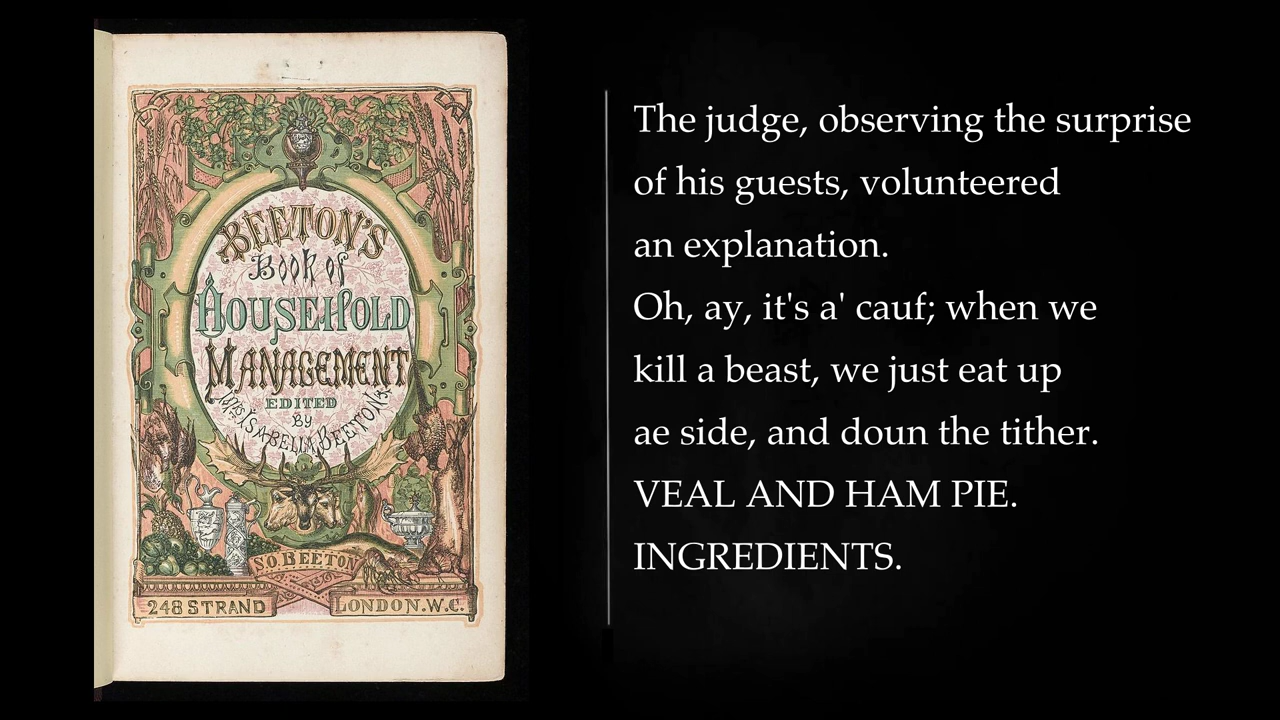 BEETON'S
Book of
HOUSEHOLD
MANAGEMENT
EDITED
BY
MRS ISABELLA BEETON
S.O. BEETON
248 STRAND
LONDON. W.C.
The judge, observing the surprise
of his guests, volunteered
an explanation.
Oh, ay, it's a' cauf; when we
kill a beast, we just eat up
ae side, and doun the tither.
VEAL AND HAM PIE.
INGREDIENTS.